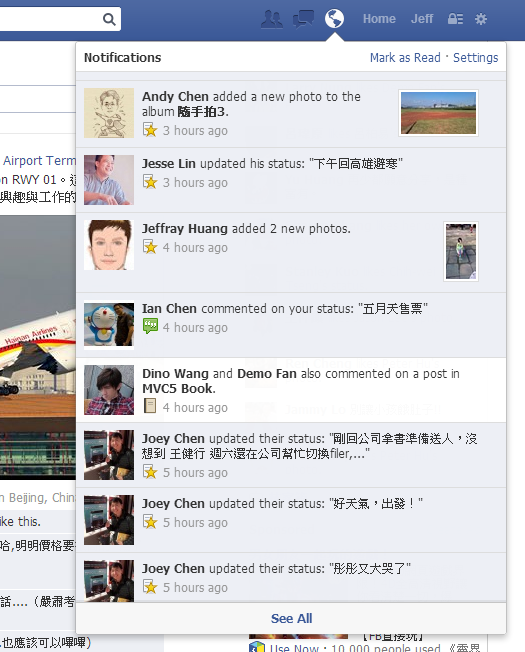 Home Jeff
Notifications
Mark as Read · Settings
Andy Chen added a new photo to the
album 隨手拍3.
3 hours ago
Jesse Lin updated his status: "下午回高雄避寒"
3 hours ago
Jeffray Huang added 2 new photos.
4 hours ago
Ian Chen commented on your status: "五月天售票"
4 hours ago
Dino Wang and Demo Fan also commented on a post in
MVC5 Book.
4 hours ago
Joey Chen updated their status: "剛回公司拿書準備送人，沒
想到 王健行 週六還在公司幫忙切換filer,..."
5 hours ago
Joey Chen updated their status: "好天氣，出發！"
5 hours ago
Joey Chen updated their status: "彤彤又大哭了"
5 hours ago
See All
Airport Term
on RWY 01。這
興趣與工作的
Hainan Airlines
n Beijing, Chin
ike this.
哈,明明價格要
話....（嚴肅考
.也應該可以嗶嗶)
【FB直接玩】
Use Now · 10,000 people used 《靈界